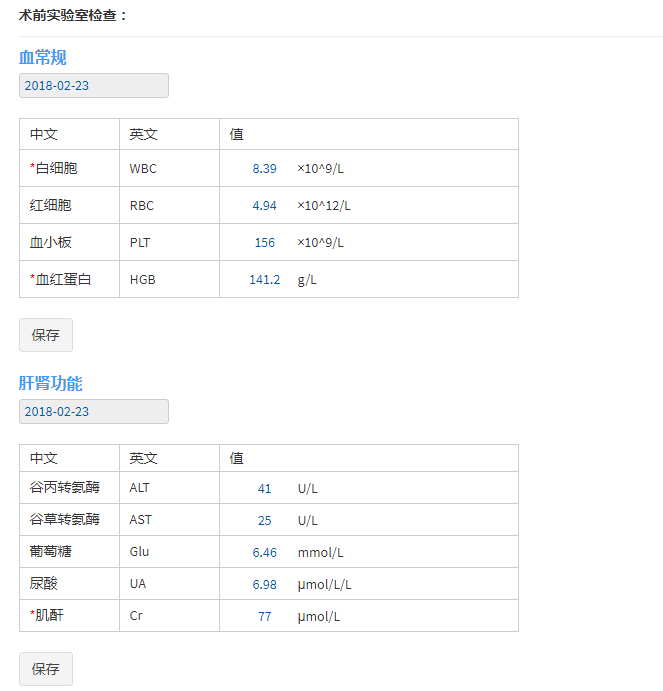 术前实验室检查：
血常规
2018-02-23
中文 英文 值
*白细胞 WBC 8.39 ×10^9/L
红细胞 RBC 4.94 ×10^12/L
血小板 PLT 156 ×10^9/L
*血红蛋白 HGB 141.2 g/L
保存
肝肾功能
2018-02-23
中文 英文 值
谷丙转氨酶 ALT 41 U/L
谷草转氨酶 AST 25 U/L
葡萄糖 Glu 6.46 mmol/L
尿酸 UA 6.98 μmol/L/L
*肌酐 Cr 77 μmol/L
保存